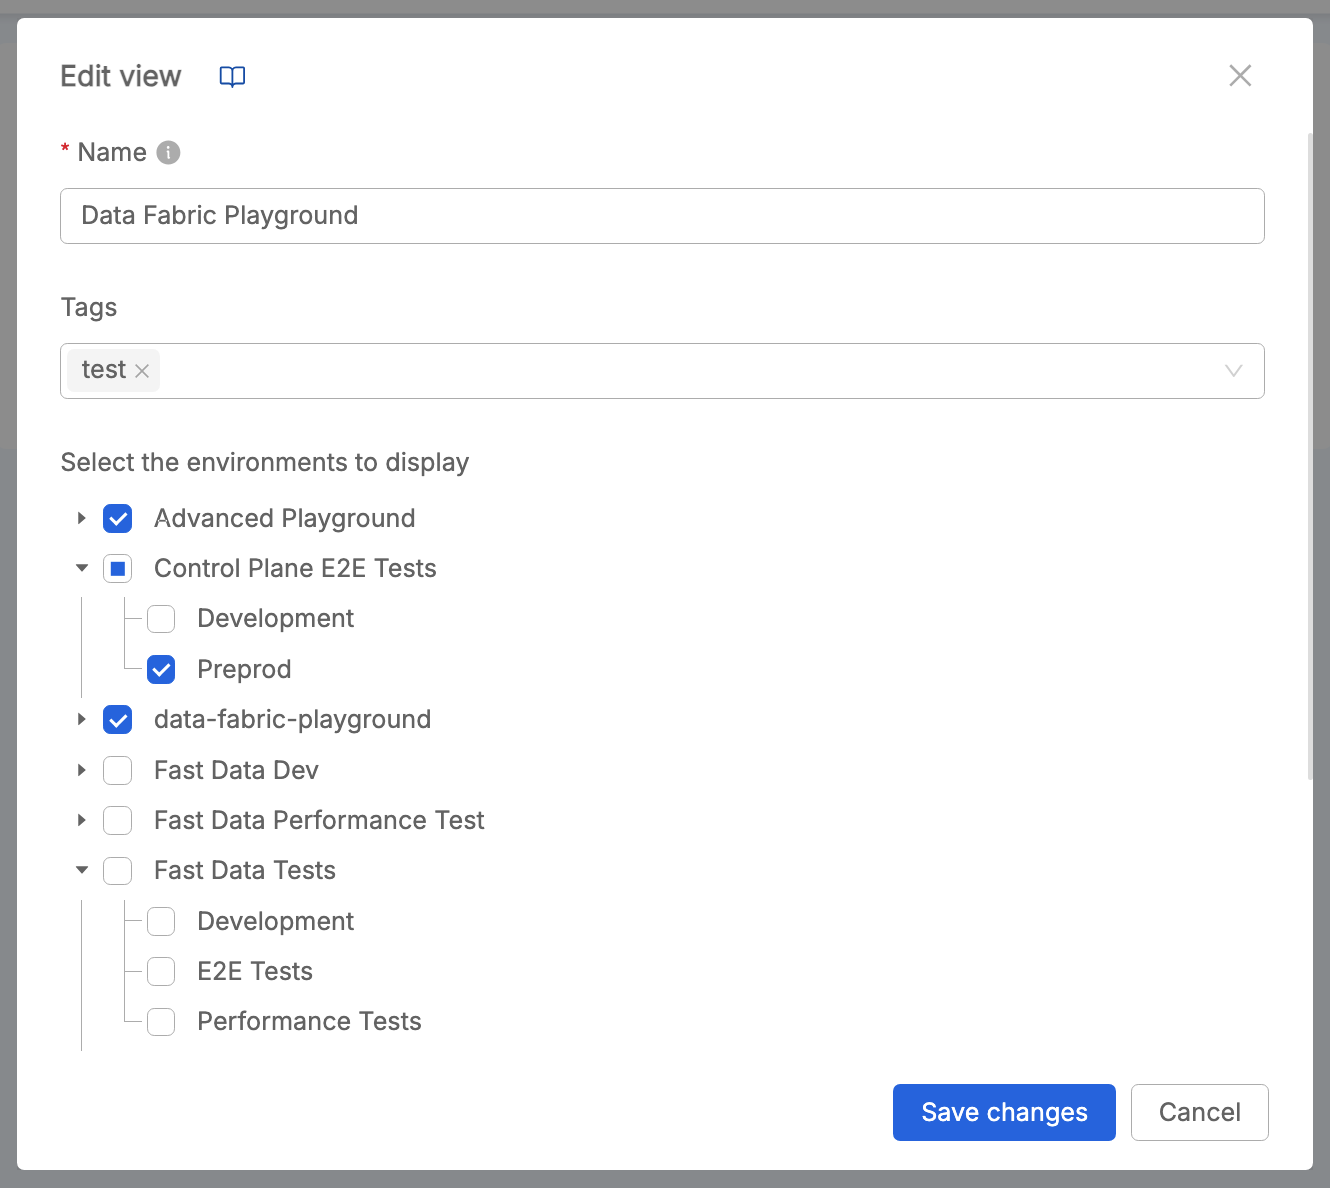 Edit view
* Name
Data Fabric Playground
Tags
test
Select the environments to display
Advanced Playground
Control Plane E2E Tests
Development
Preprod
data-fabric-playground
Fast Data Dev
Fast Data Performance Test
Fast Data Tests
Development
E2E Tests
Performance Tests
Save changes
Cancel